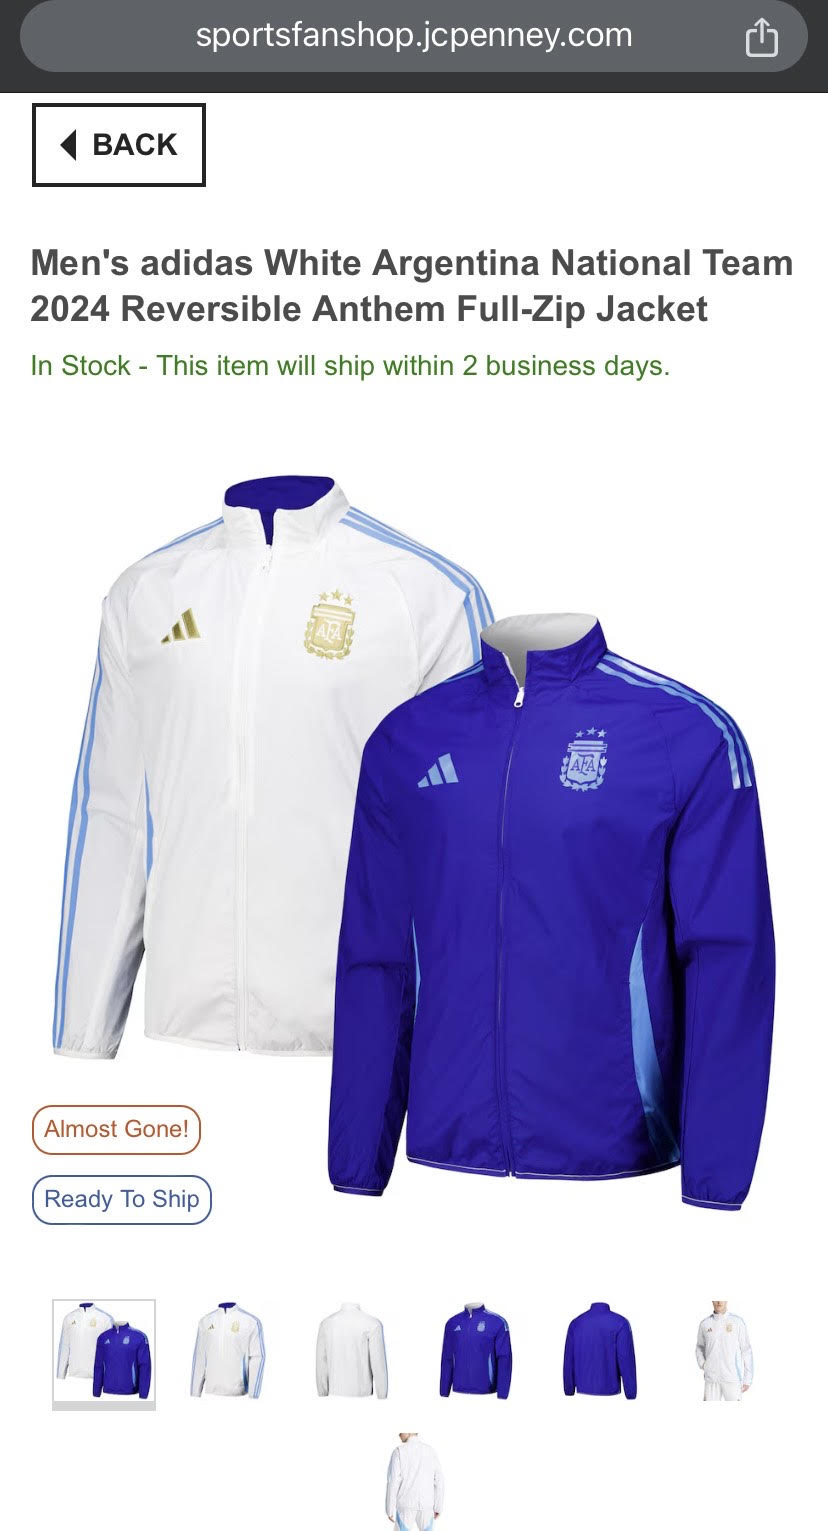 sportsfanshop.jcpenney.com
BACK
Men's adidas White Argentina National Team
2024 Reversible Anthem Full-Zip Jacket
In Stock - This item will ship within 2 business days.
AFA
AFA
Almost Gone!
Ready To Ship